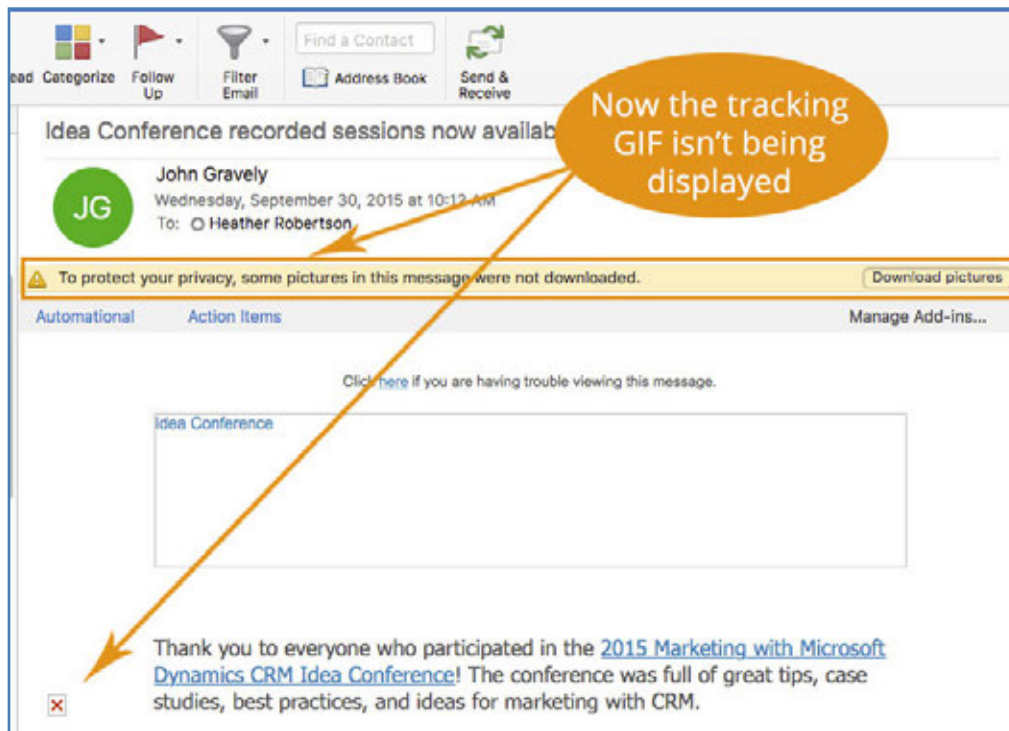 ead Categorize Follow Up Filter Email Find a Contact Address Book Send & Receive
Idea Conference recorded sessions now availab
Now the tracking
GIF isn't being
displayed
JG
John Gravely
Wednesday, September 30, 2015 at 10:12 AM
To: Heather Robertson
To protect your privacy, some pictures in this message were not downloaded. Download pictures
Automational Action Items Manage Add-ins...
Click here if you are having trouble viewing this message.
Idea Conference
Thank you to everyone who participated in the 2015 Marketing with Microsoft
Dynamics CRM Idea Conference! The conference was full of great tips, case
studies, best practices, and ideas for marketing with CRM.